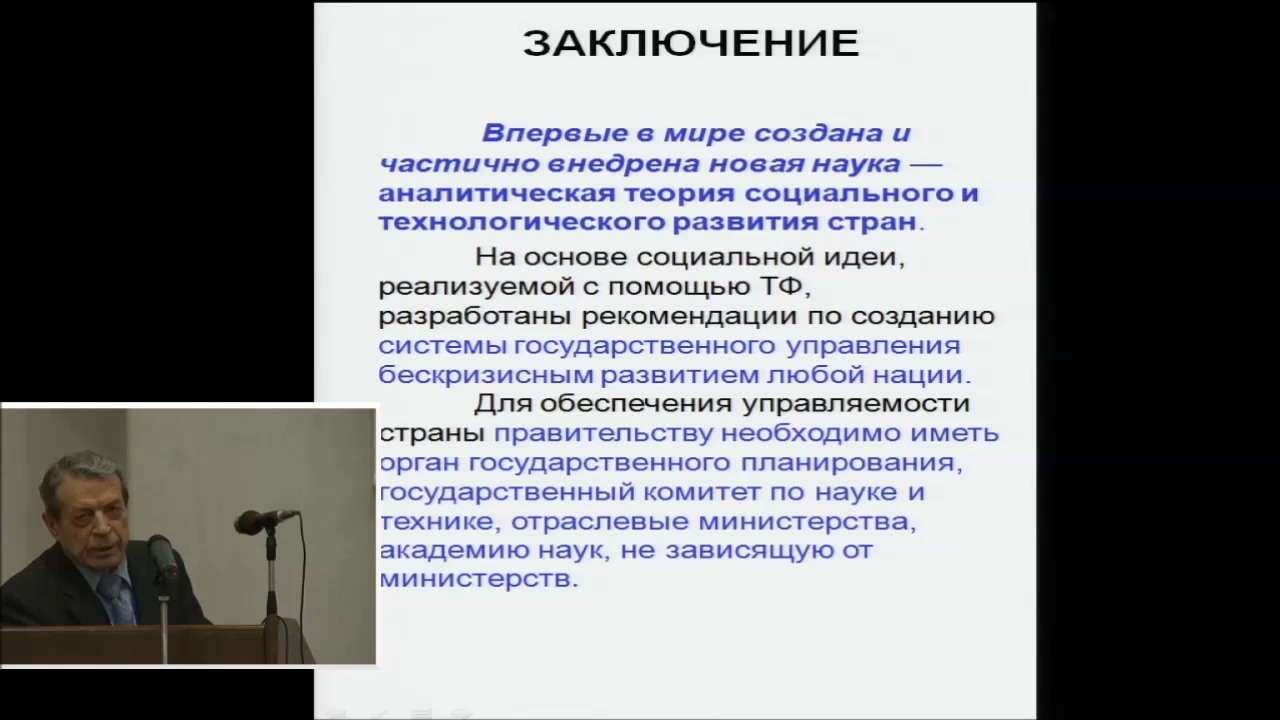 ЗАКЛЮЧЕНИЕ
Впервые в мире создана и
частично внедрена новая наука —
аналитическая теория социального и
технологического развития стран.
На основе социальной идеи,
реализуемой с помощью ТФ,
разработаны рекомендации по созданию
системы государственного управления
бескризисным развитием любой нации.
Для обеспечения управляемости
страны правительству необходимо иметь
орган государственного планирования,
государственный комитет по науке и
технике, отраслевые министерства,
академию наук, не зависящую от
министерств.